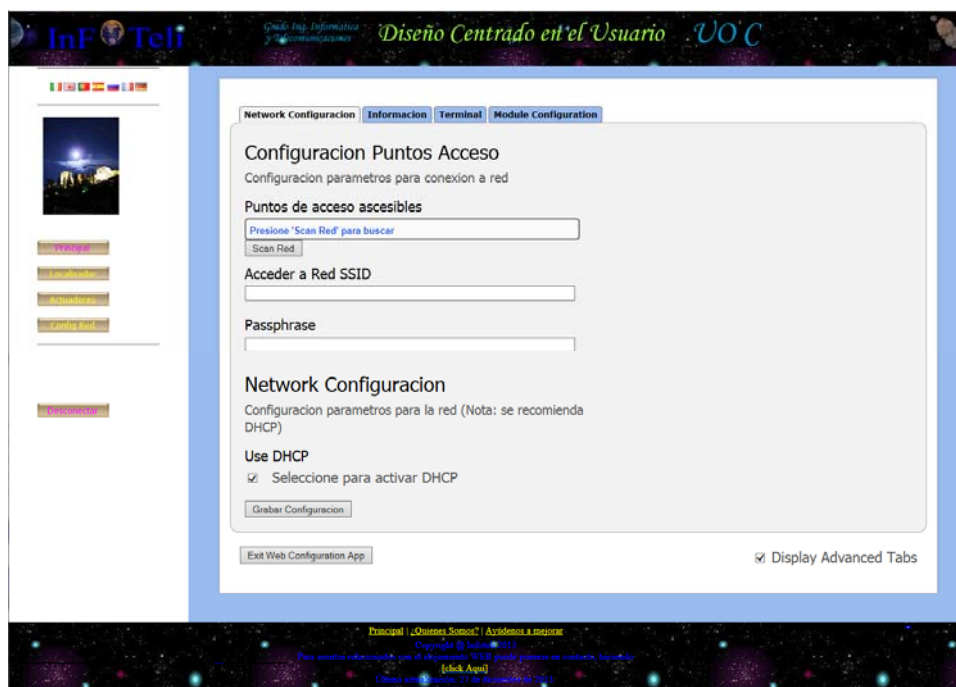 InF Teli
Grado Ing. Informatica
y Telecomunicaciones
Diseño Centrado en el Usuario
UOC
Network Configuracion
Informacion
Terminal
Module Configuration
Configuracion Puntos Acceso
Configuracion parametros para conexion a red
Puntos de acceso ascesibles
Presione 'Scan Red' para buscar
Scan Red
Acceder a Red SSID
Passphrase
Network Configuracion
Configuracion parametros para la red (Nota: se recomienda
DHCP)
Use DHCP
Seleccione para activar DHCP
Grabar Configuracion
Exit Web Configuration App
Display Advanced Tabs
Principal
Localizador
Actuadores
Config Red
Desconectar
Principal | ¿Quienes Somos? | Ayúdenos a mejorar
[click Aqui]